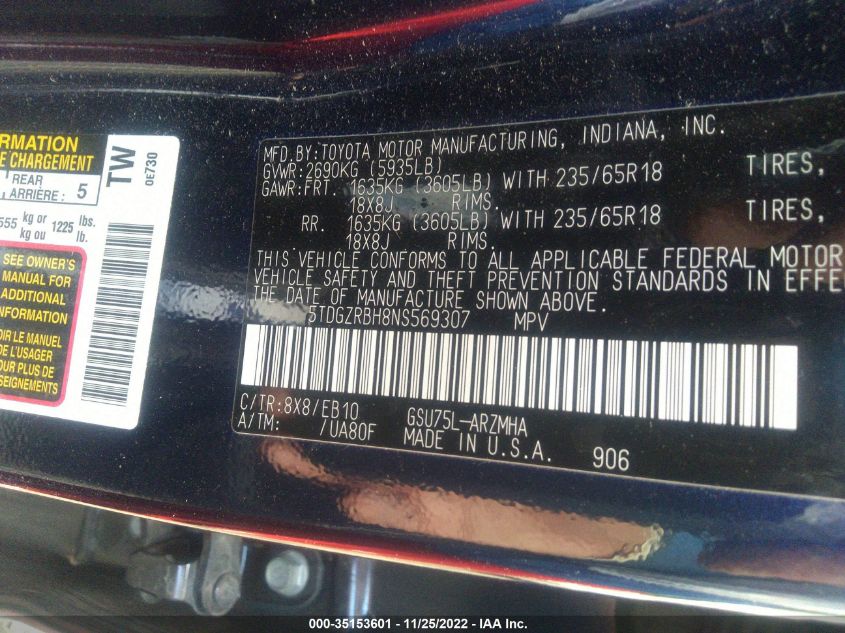 ORMATION
E CHARGEMENT
REAR
ARRIÈRE: 5
555 kg or 1225 lbs.
kg ou lb.
SEE OWNER'S
MANUAL FOR
ADDITIONAL
INFORMATION
OIR LE MANUEL
DE L'USAGER
OUR PLUS DE
SEIGNEMENTS
TW
0E730
MFD.BY:TOYOTA MOTOR MANUFACTURING, INDIANA, INC.
GVWR:2690KG (5935LB)
GAWR:FRT. 1635KG (3605LB) WITH 235/65R18 TIRES,
18X8J RIMS.
RR. 1635KG (3605LB) WITH 235/65R18 TIRES,
18X8J RIMS.
THIS VEHICLE CONFORMS TO ALL APPLICABLE FEDERAL MOTOR
VEHICLE SAFETY AND THEFT PREVENTION STANDARDS IN EFFE
THE DATE OF MANUFACTURE SHOWN ABOVE.
5TDGZRBH8NS569307 MPV
C/TR:8X8/EB10 GSU75L-ARZMHA
A/TM: /UA80F MADE IN U.S.A. 906
000-35153601 - 11/25/2022 - IAA Inc.